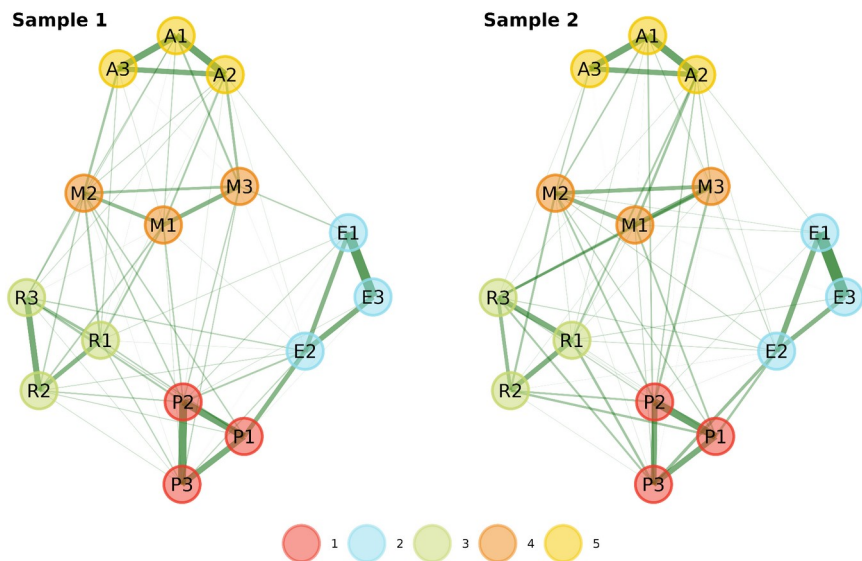 Sample 1
A1
A3
A2
M2
M3
M1
E1
R3
E3
R1
E2
R2
P2
P1
P3
Sample 2
A1
A3
A2
M2
M3
M1
E1
R3
E3
R1
E2
R2
P2
P1
P3
1 2 3 4 5